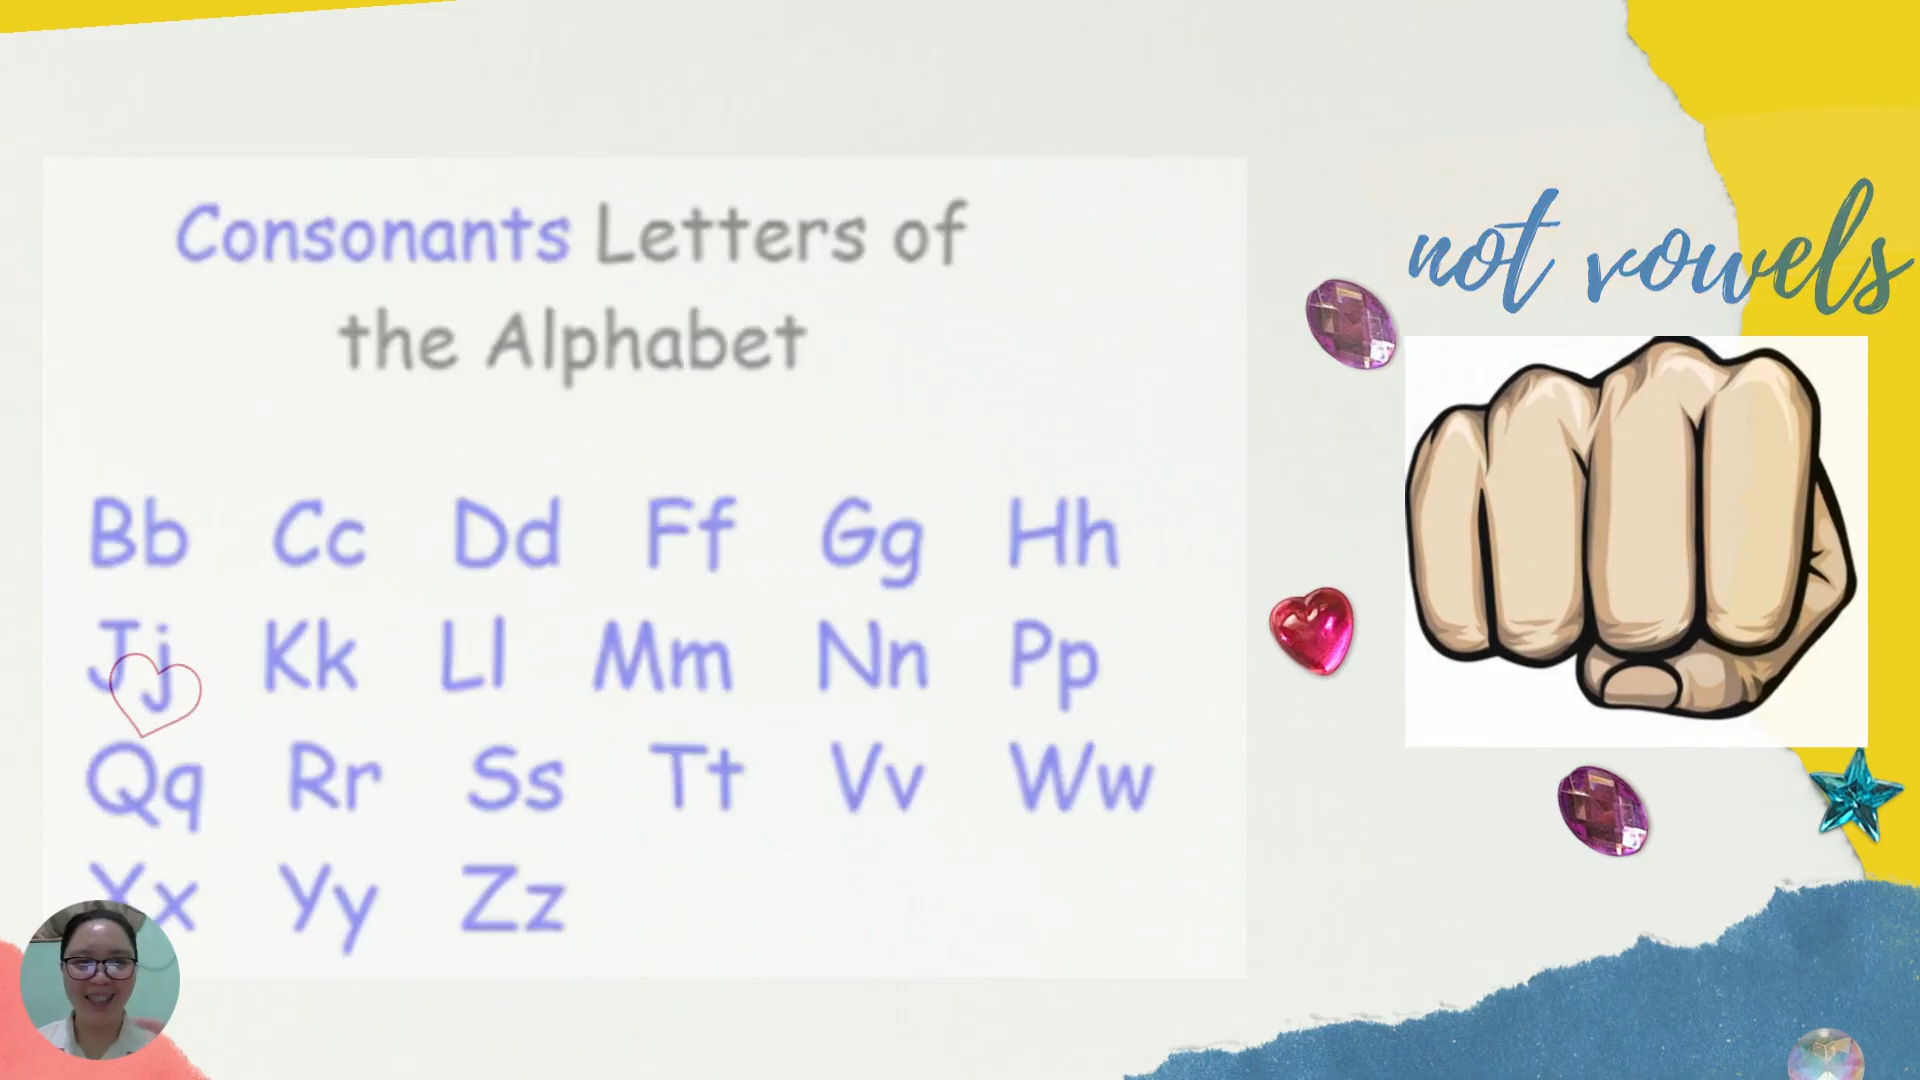 Consonants Letters of
the Alphabet
not vowels
Bb Cc Dd Ff Gg Hh
Jj Kk Ll Mm Nn Pp
Qq Rr Ss Tt Vv Ww
Xx Yy Zz